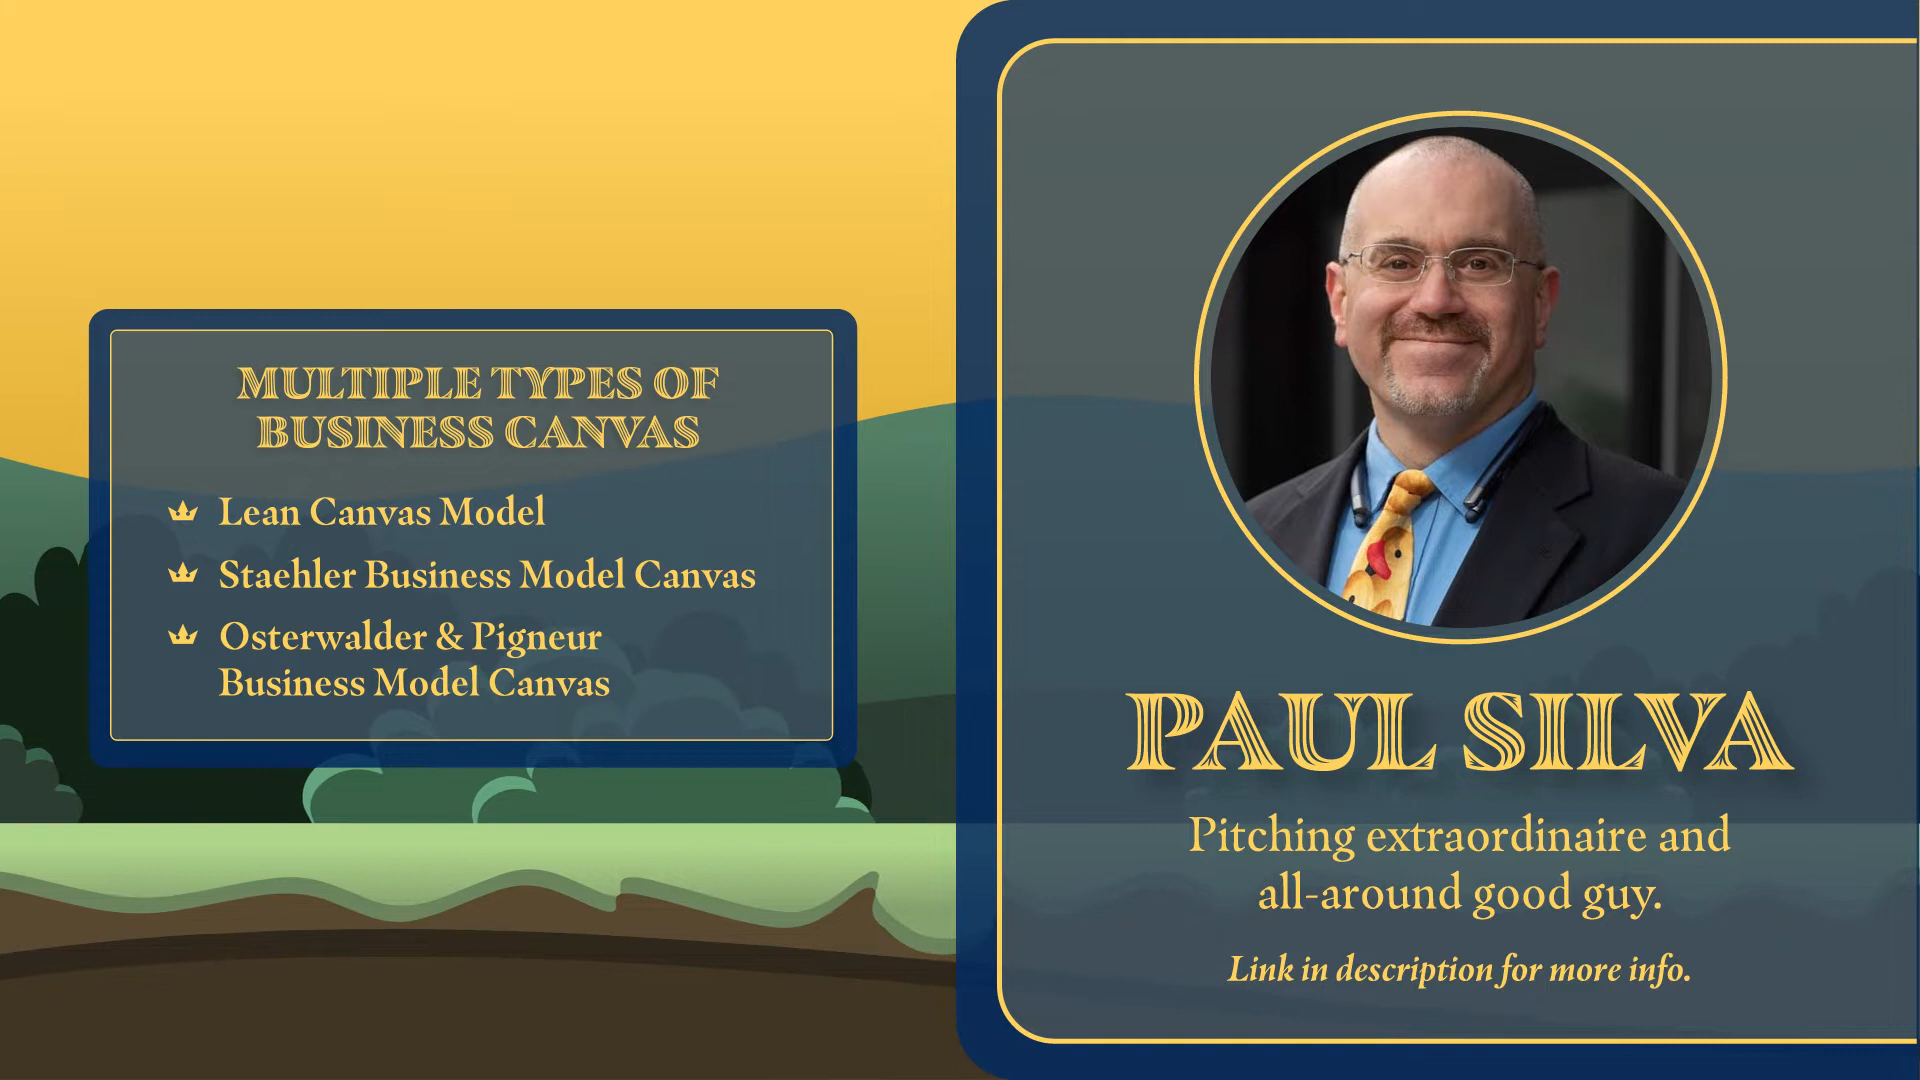 MULTIPLE TYPES OF
BUSINESS CANVAS
Lean Canvas Model
Staehler Business Model Canvas
Osterwalder & Pigneur
Business Model Canvas
PAUL SILVA
Pitching extraordinaire and
all-around good guy.
Link in description for more info.